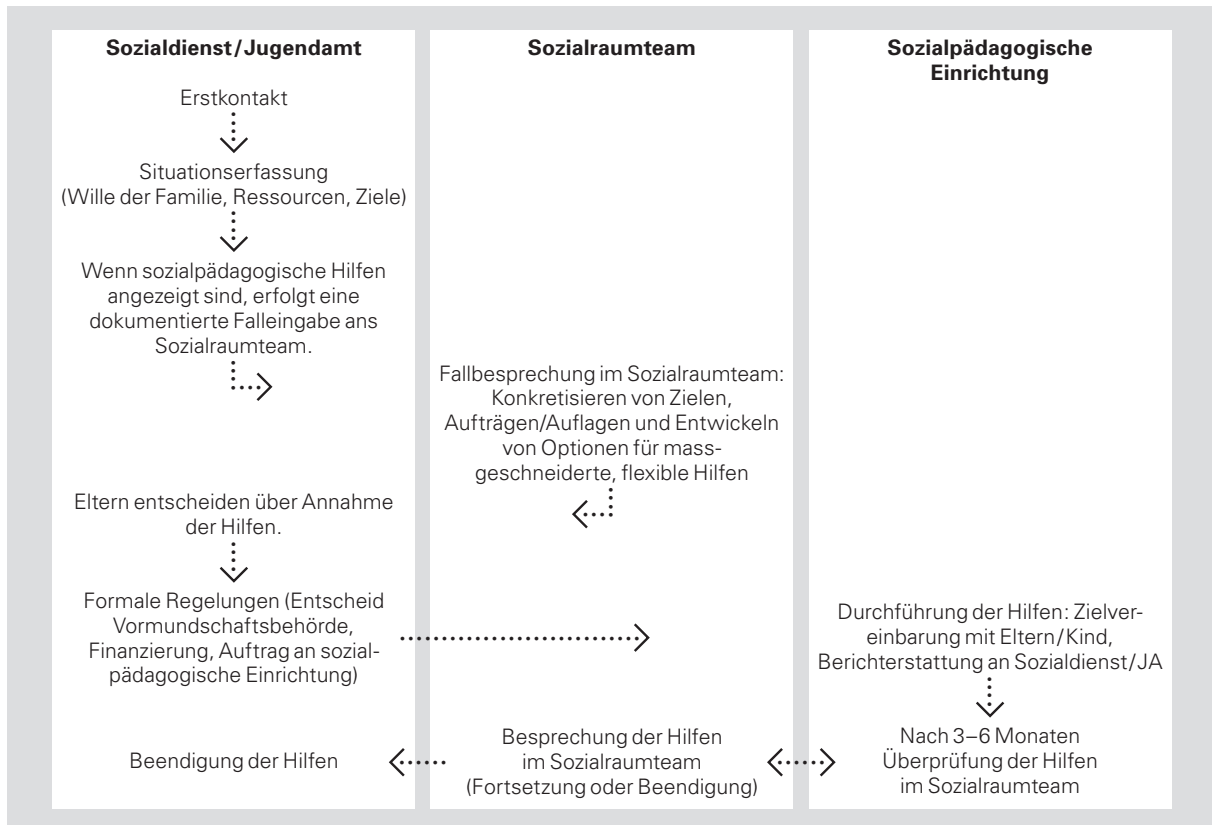 Sozialdienst/Jugendamt
Erstkontakt
Situationserfassung
(Wille der Familie, Ressourcen, Ziele)
Wenn sozialpädagogische Hilfen
angezeigt sind, erfolgt eine
dokumentierte Falleingabe ans
Sozialraumteam.
Eltern entscheiden über Annahme
der Hilfen.
Formale Regelungen (Entscheid
Vormundschaftsbehörde,
Finanzierung, Auftrag an sozial-
pädagogische Einrichtung)
Beendigung der Hilfen
Sozialraumteam
Fallbesprechung im Sozialraumteam:
Konkretisieren von Zielen,
Aufträgen/Auflagen und Entwickeln
von Optionen für mass-
geschneiderte, flexible Hilfen
Besprechung der Hilfen
im Sozialraumteam
(Fortsetzung oder Beendigung)
Sozialpädagogische
Einrichtung
Durchführung der Hilfen: Zielver-
einbarung mit Eltern/Kind,
Berichterstattung an Sozialdienst/JA
Nach 3–6 Monaten
Überprüfung der Hilfen
im Sozialraumteam